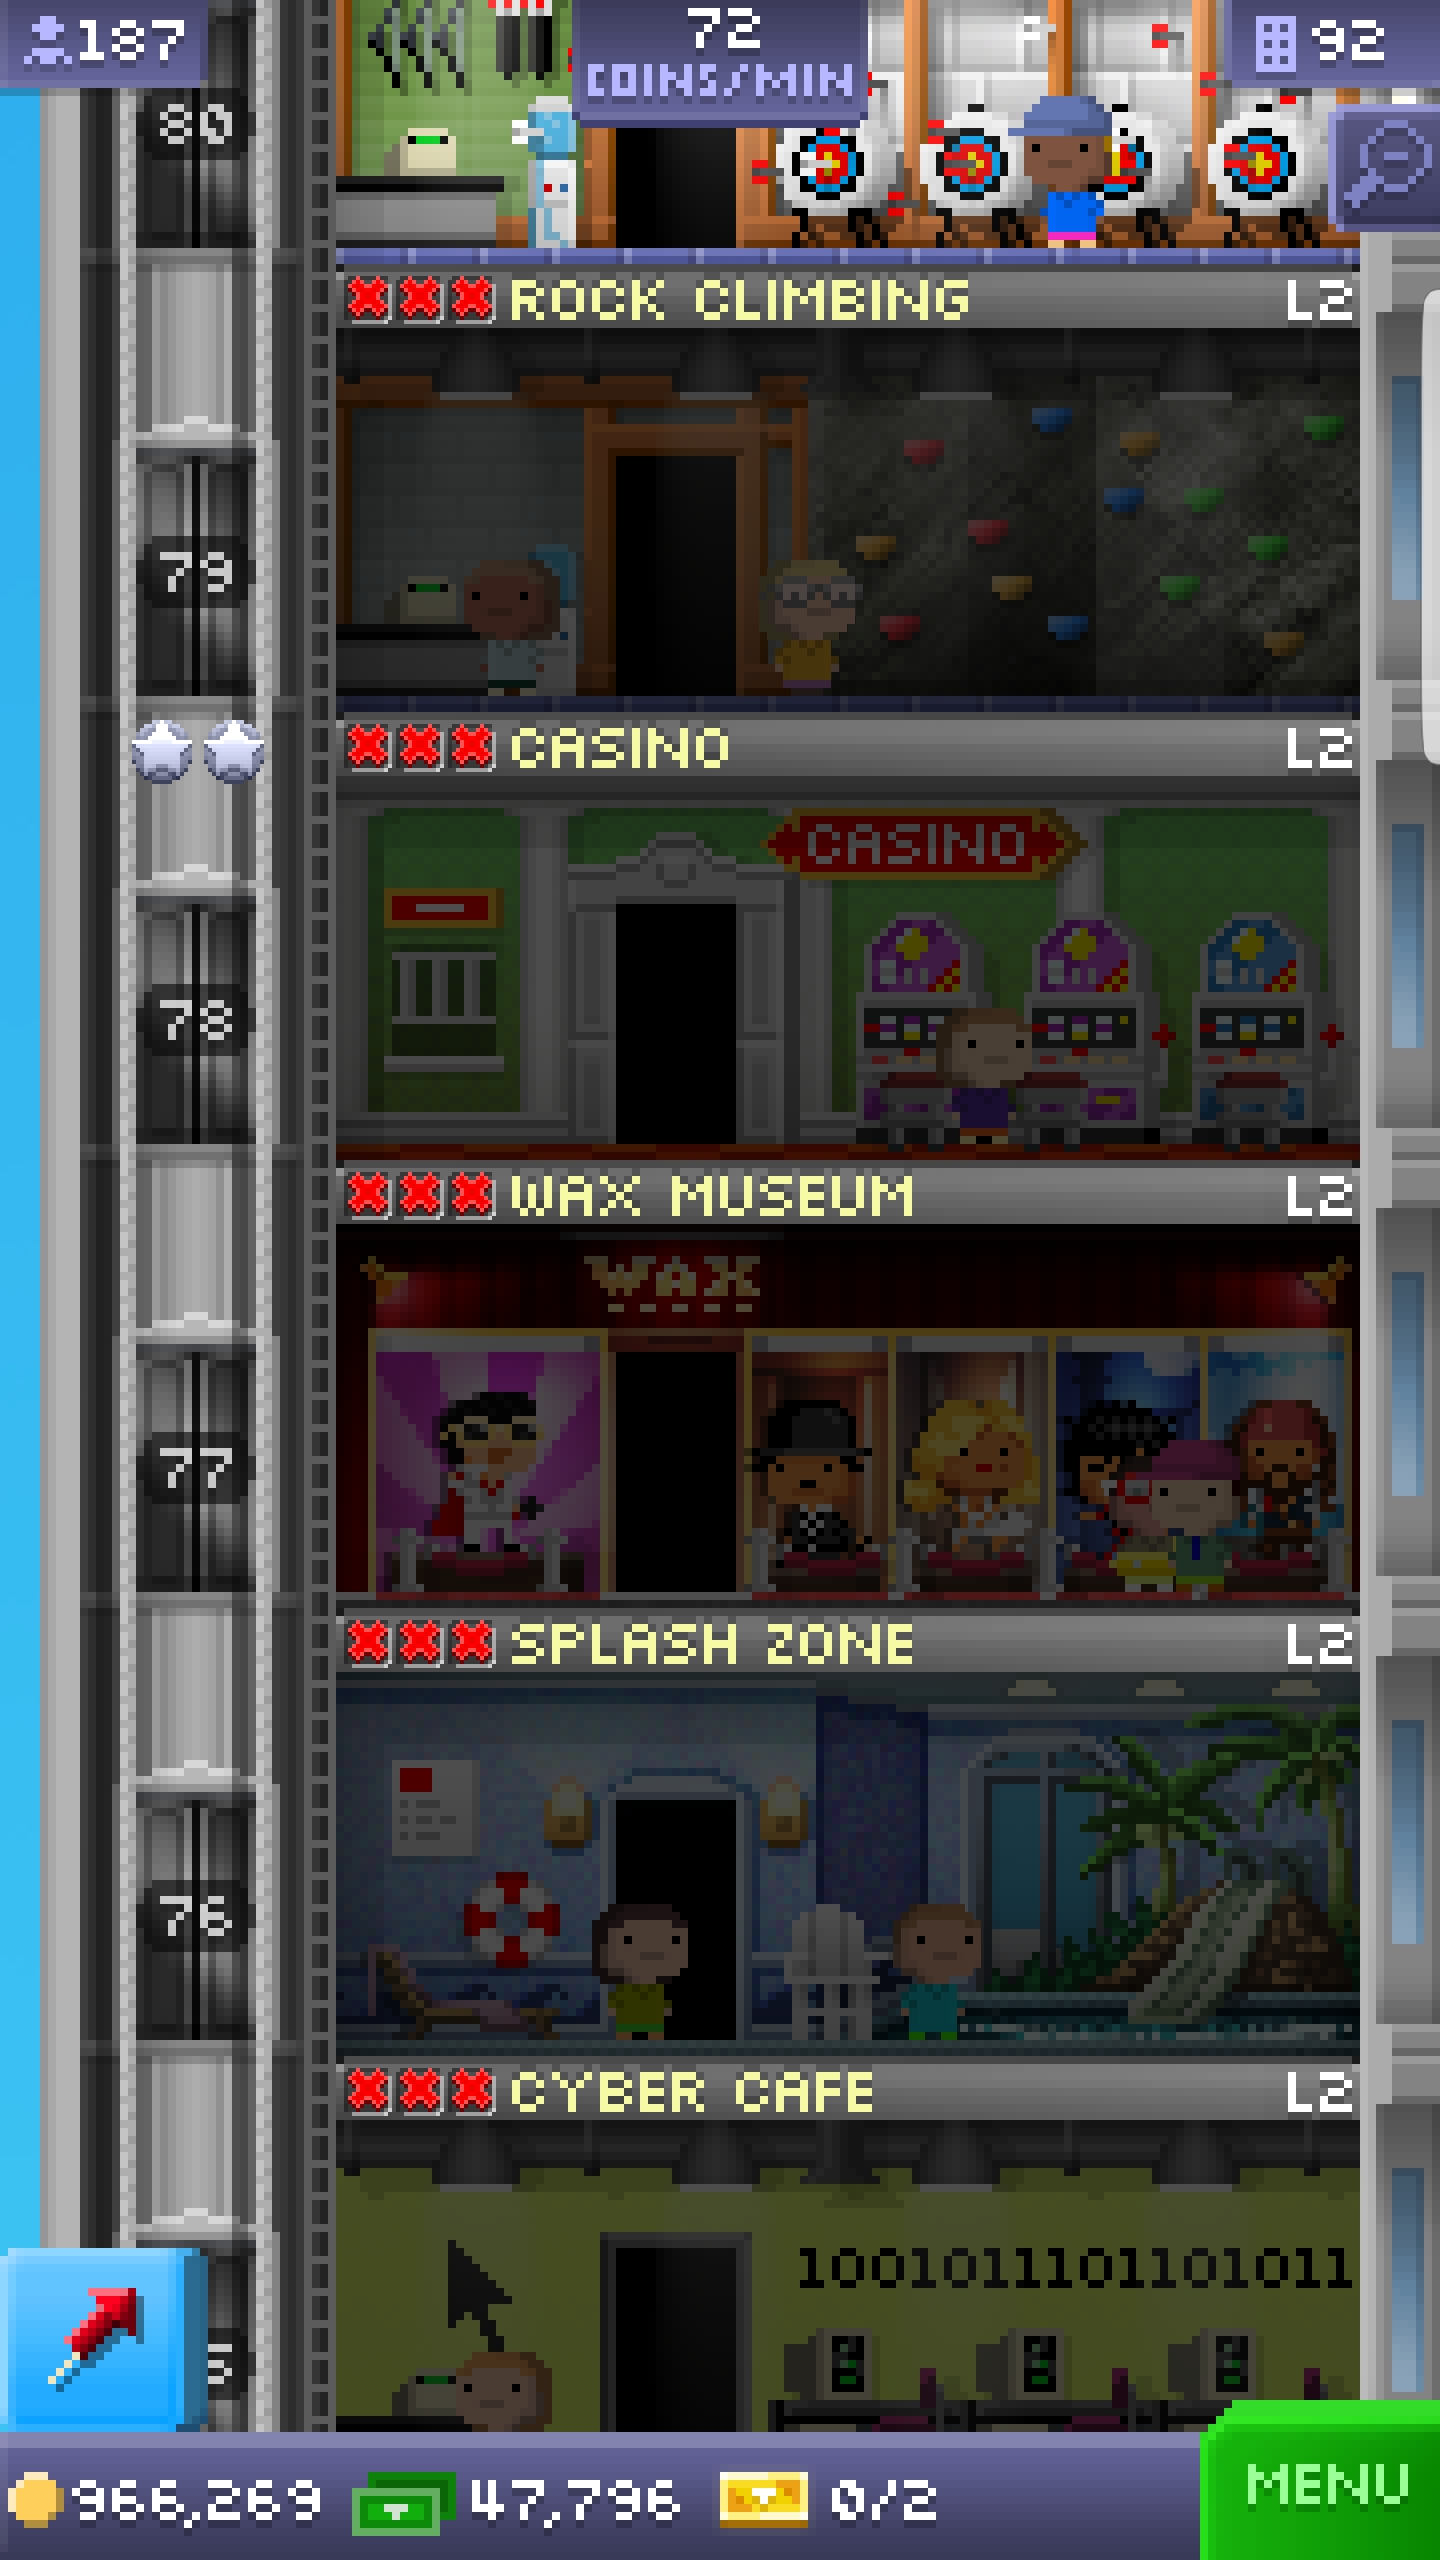 187
72
COINS/MIN
92
80
ROCK CLIMBING L2
79
CASINO L2
CASINO
78
WAX MUSEUM L2
WAX
77
SPLASH ZONE L2
76
CYBER CAFE L2
1001011101101011
5
966,269 47,796 0/2
MENU